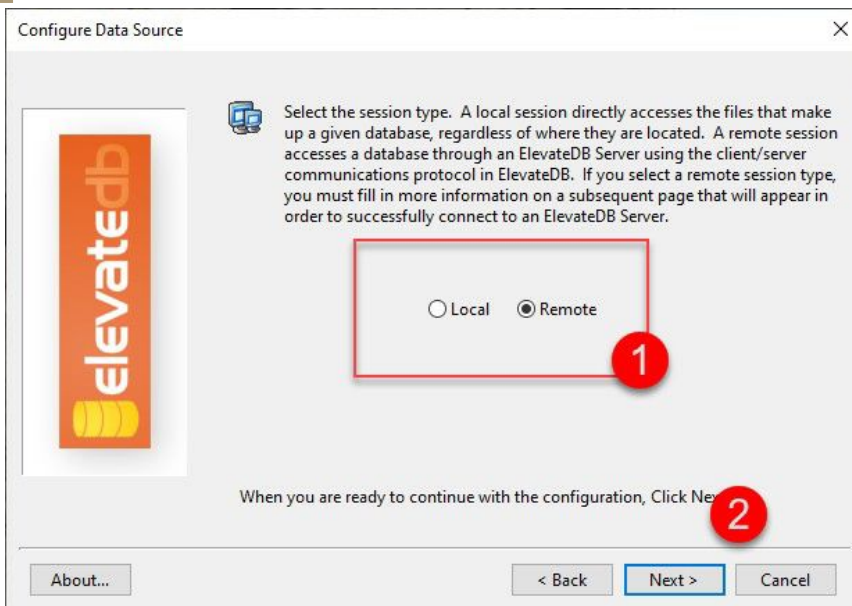 Configure Data Source
elevatedb
Select the session type. A local session directly accesses the files that make
up a given database, regardless of where they are located. A remote session
accesses a database through an ElevateDB Server using the client/server
communications protocol in ElevateDB. If you select a remote session type,
you must fill in more information on a subsequent page that will appear in
order to successfully connect to an ElevateDB Server.
Local Remote
1
When you are ready to continue with the configuration, Click
2
About... < Back Next > Cancel